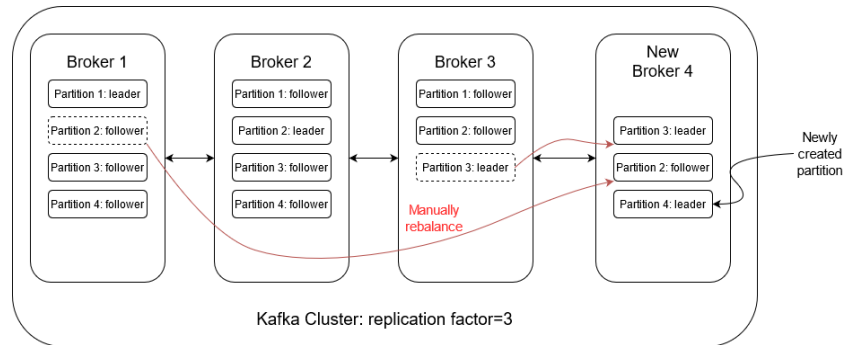 Broker 1
Partition 1: leader
Partition 2: follower
Partition 3: follower
Partition 4: follower
Broker 2
Partition 1: follower
Partition 2: leader
Partition 3: follower
Partition 4: follower
Broker 3
Partition 1: follower
Partition 2: follower
Partition 3: leader
New
Broker 4
Partition 3: leader
Partition 2: follower
Partition 4: leader
Newly
created
partition
Manually
rebalance
Kafka Cluster: replication factor=3